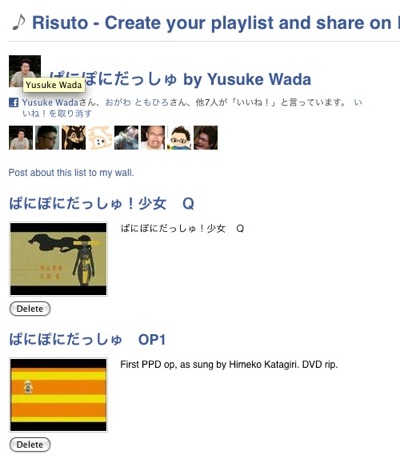 ♪ Risuto - Create your playlist and share on
ぱにぽにだっしゅ by Yusuke Wada
Yusuke Wada
Yusuke Wadaさん、おがわ ともひろさん、他7人が「いいね！」と言っています。 い
いね！を取り消す
Post about this list to my wall.
ぱにぽにだっしゅ！少女　Q
ぱにぽにだっしゅ！少女　Q
Delete
ぱにぽにだっしゅ　OP1
First PPD op, as sung by Himeko Katagiri. DVD rip.
Delete